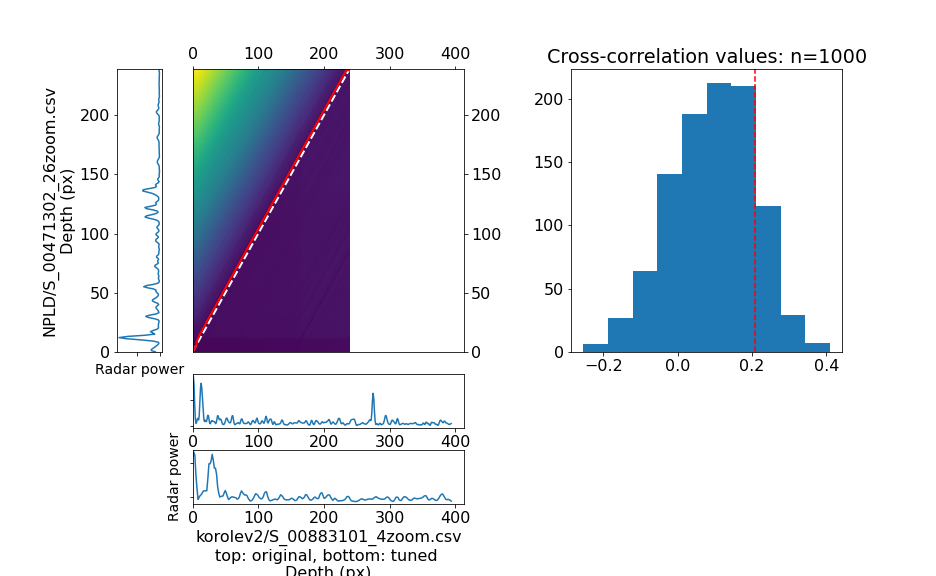 0 100 200 300 400
Cross-correlation values: n=1000
NPLD/S_00471302_26zoom.csv
Depth (px)
200
150
100
50
0
200
150
100
50
0
200
150
100
50
0
−0.2 0.0 0.2 0.4
Radar power
0 100 200 300 400
Radar power
0 100 200 300 400
korolev2/S_00883101_4zoom.csv
top: original, bottom: tuned
Depth (px)